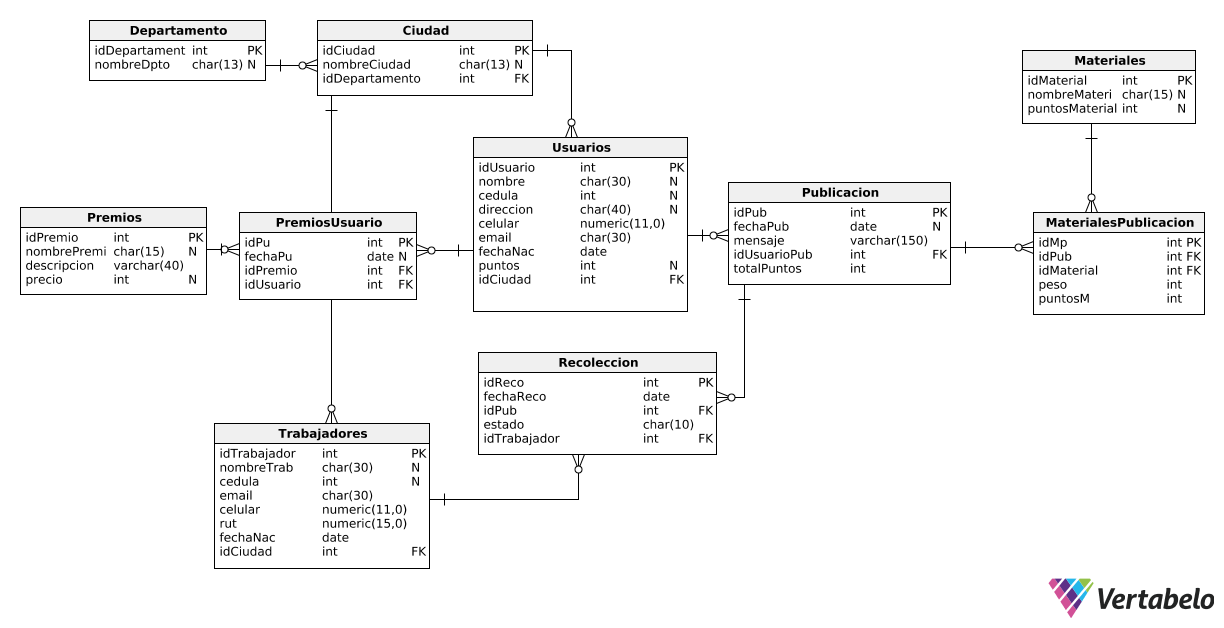 Departamento
idDepartament int PK
nombreDpto char(13) N
Ciudad
idCiudad int PK
nombreCiudad char(13) N
idDepartamento int FK
Materiales
idMaterial int PK
nombreMateri char(15) N
puntosMaterial int N
Usuarios
idUsuario int PK
nombre char(30) N
cedula int N
direccion char(40) N
celular numeric(11,0)
email char(30)
fechaNac date
puntos int N
idCiudad int FK
Publicacion
idPub int PK
fechaPub date N
mensaje varchar(150)
idUsuarioPub int FK
totalPuntos int
Premios
idPremio int PK
nombrePremi char(15) N
descripcion varchar(40)
precio int N
PremiosUsuario
idPu int PK
fechaPu date N
idPremio int FK
idUsuario int FK
MaterialesPublicacion
idMp int PK
idPub int FK
idMaterial int FK
peso int
puntosM int
Recoleccion
idReco int PK
fechaReco date
idPub int FK
estado char(10)
idTrabajador int FK
Trabajadores
idTrabajador int PK
nombreTrab char(30) N
cedula int N
email char(30)
celular numeric(11,0)
rut numeric(15,0)
fechaNac date
idCiudad int FK
Vertabelo